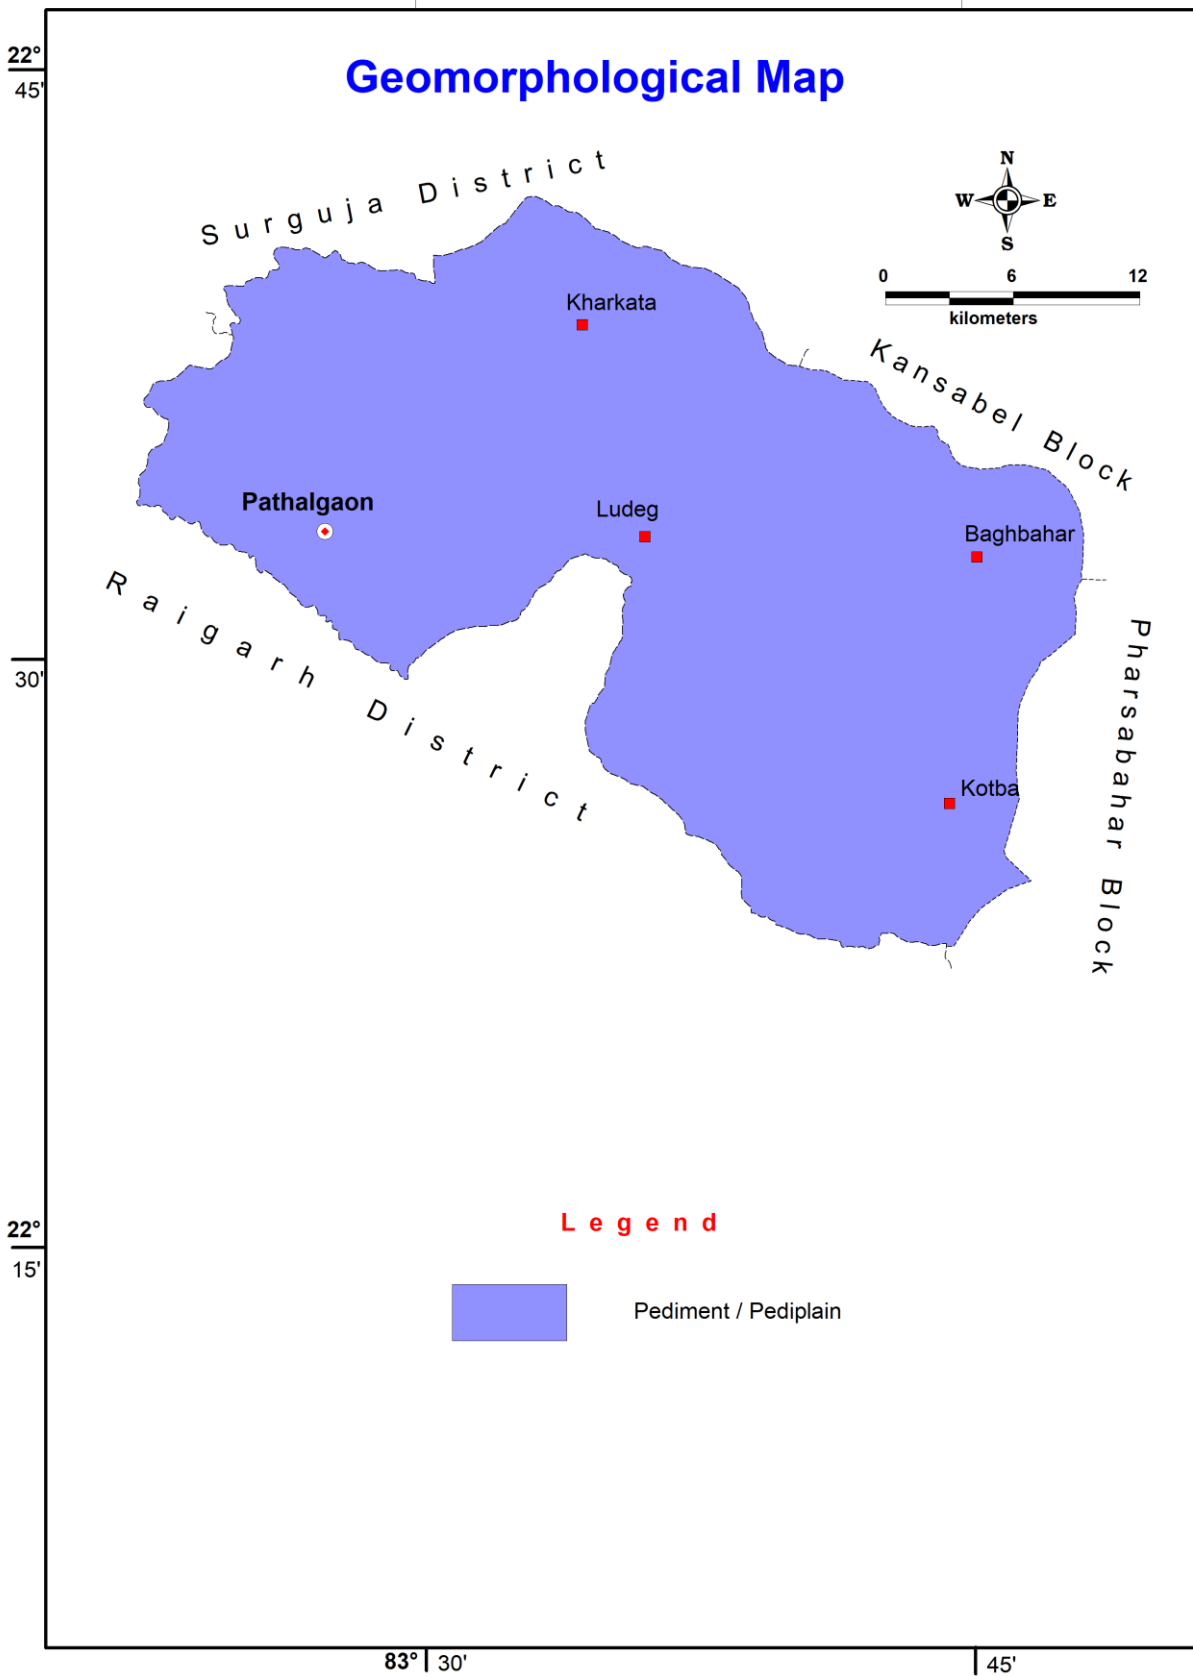 22°
45'
Geomorphological Map
Surguja District
N
W E
S
0 6 12
kilometers
Kharkata
Kansabel Block
Pathalgaon
Ludeg
Baghbahar
Raigarh District
Pharsabahar Block
30'
Kotba
Legend
22°
15'
Pediment / Pediplain
83° 30' 45'